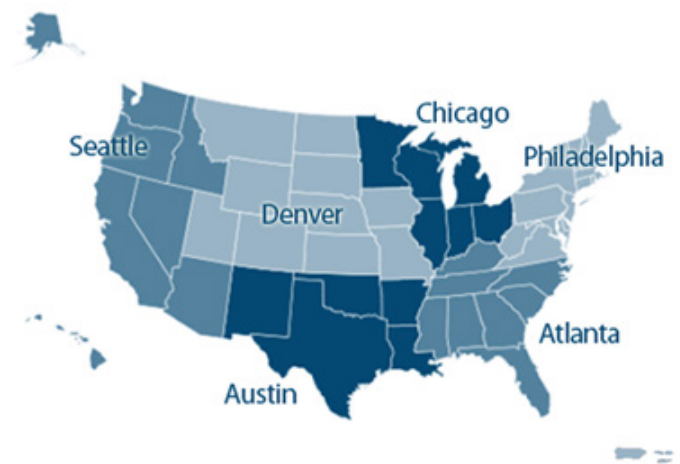 Chicago
Seattle
Philadelphia
Denver
Atlanta
Austin